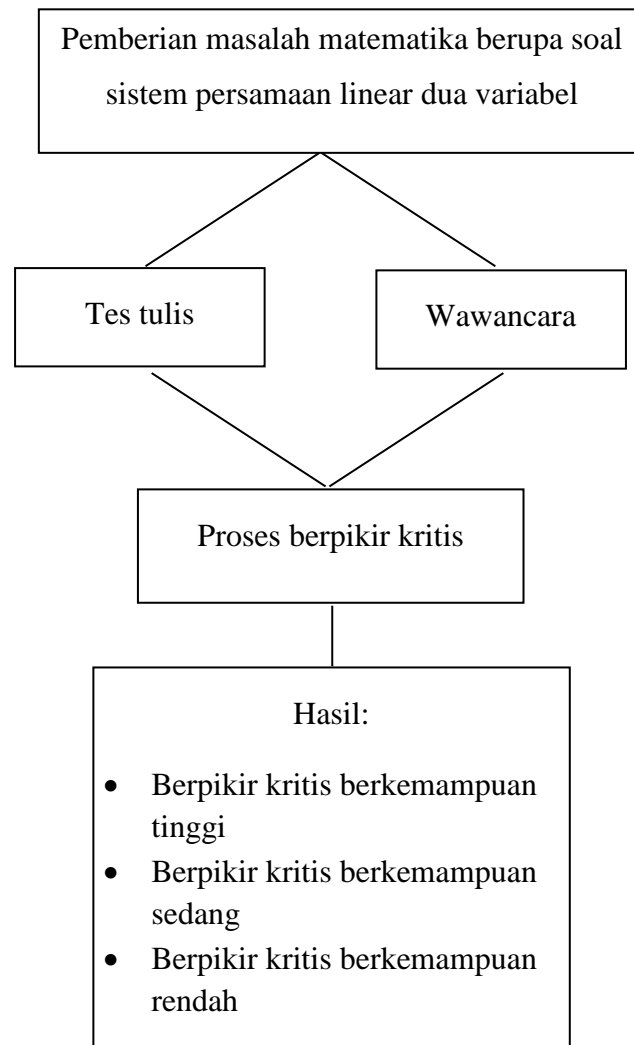 Pemberian masalah matematika berupa soal
sistem persamaan linear dua variabel
Tes tulis
Wawancara
Proses berpikir kritis
Hasil:
• Berpikir kritis berkemampuan
tinggi
• Berpikir kritis berkemampuan
sedang
• Berpikir kritis berkemampuan
rendah